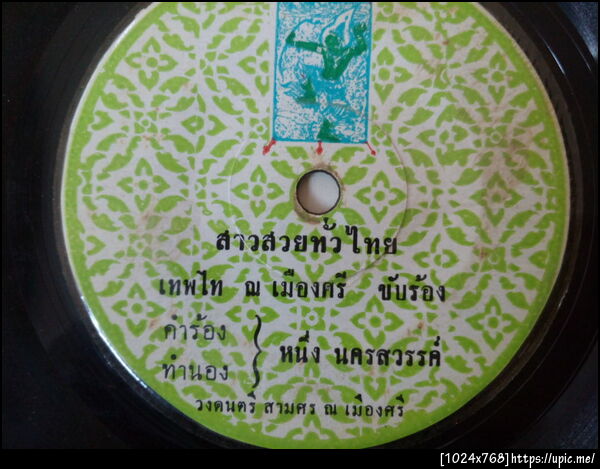 สาวสวยทั่วไทย
เทพไท ณ เมืองศรี ขับร้อง
คำร้อง
ทำนอง } หนึ่ง นครสวรรค์
วงดนตรี สามศร ณ เมืองศรี
[1024x768]https://upic.me/